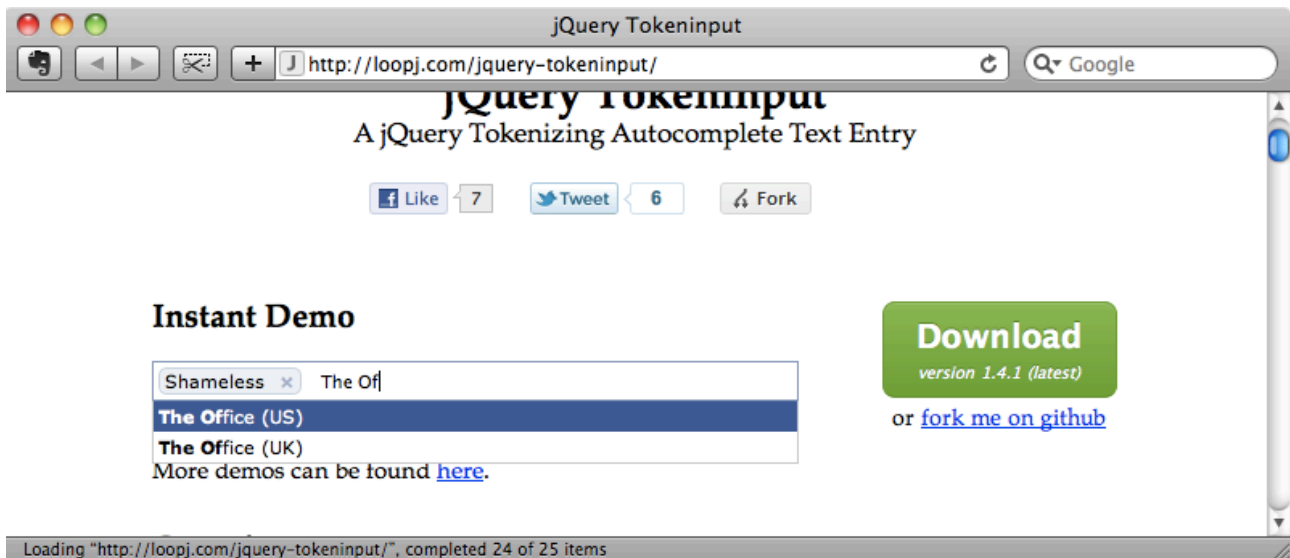 jQuery Tokeninput
J http://loopj.com/jquery-tokeninput/ Google
jQuery Tokeninput
A jQuery Tokenizing Autocomplete Text Entry
f Like 7 Tweet 6 Fork
Instant Demo
Download
version 1.4.1 (latest)
Shameless × The Of
The Office (US)
or fork me on github
The Office (UK)
More demos can be found here.
Loading "http://loopj.com/jquery-tokeninput/", completed 24 of 25 items